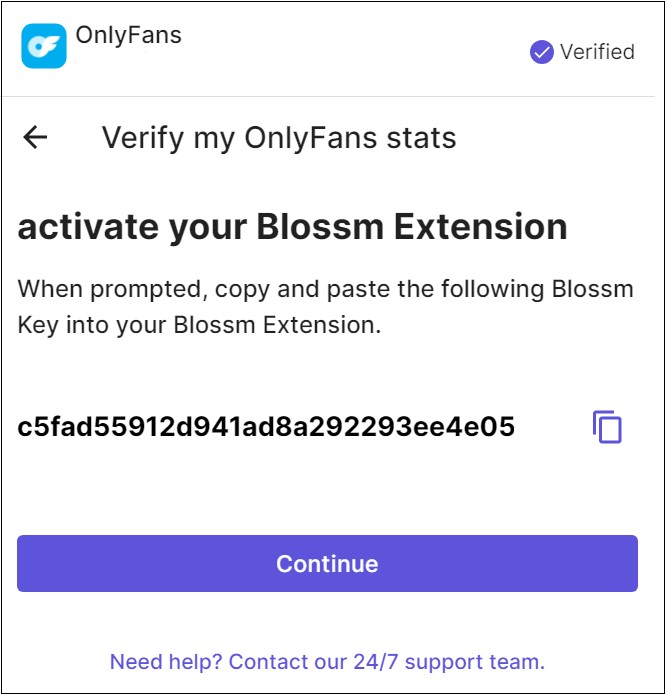 OnlyFans
Verified
Verify my OnlyFans stats
activate your Blossm Extension
When prompted, copy and paste the following Blossm
Key into your Blossm Extension.
c5fad55912d941ad8a292293ee4e05
Continue
Need help? Contact our 24/7 support team.